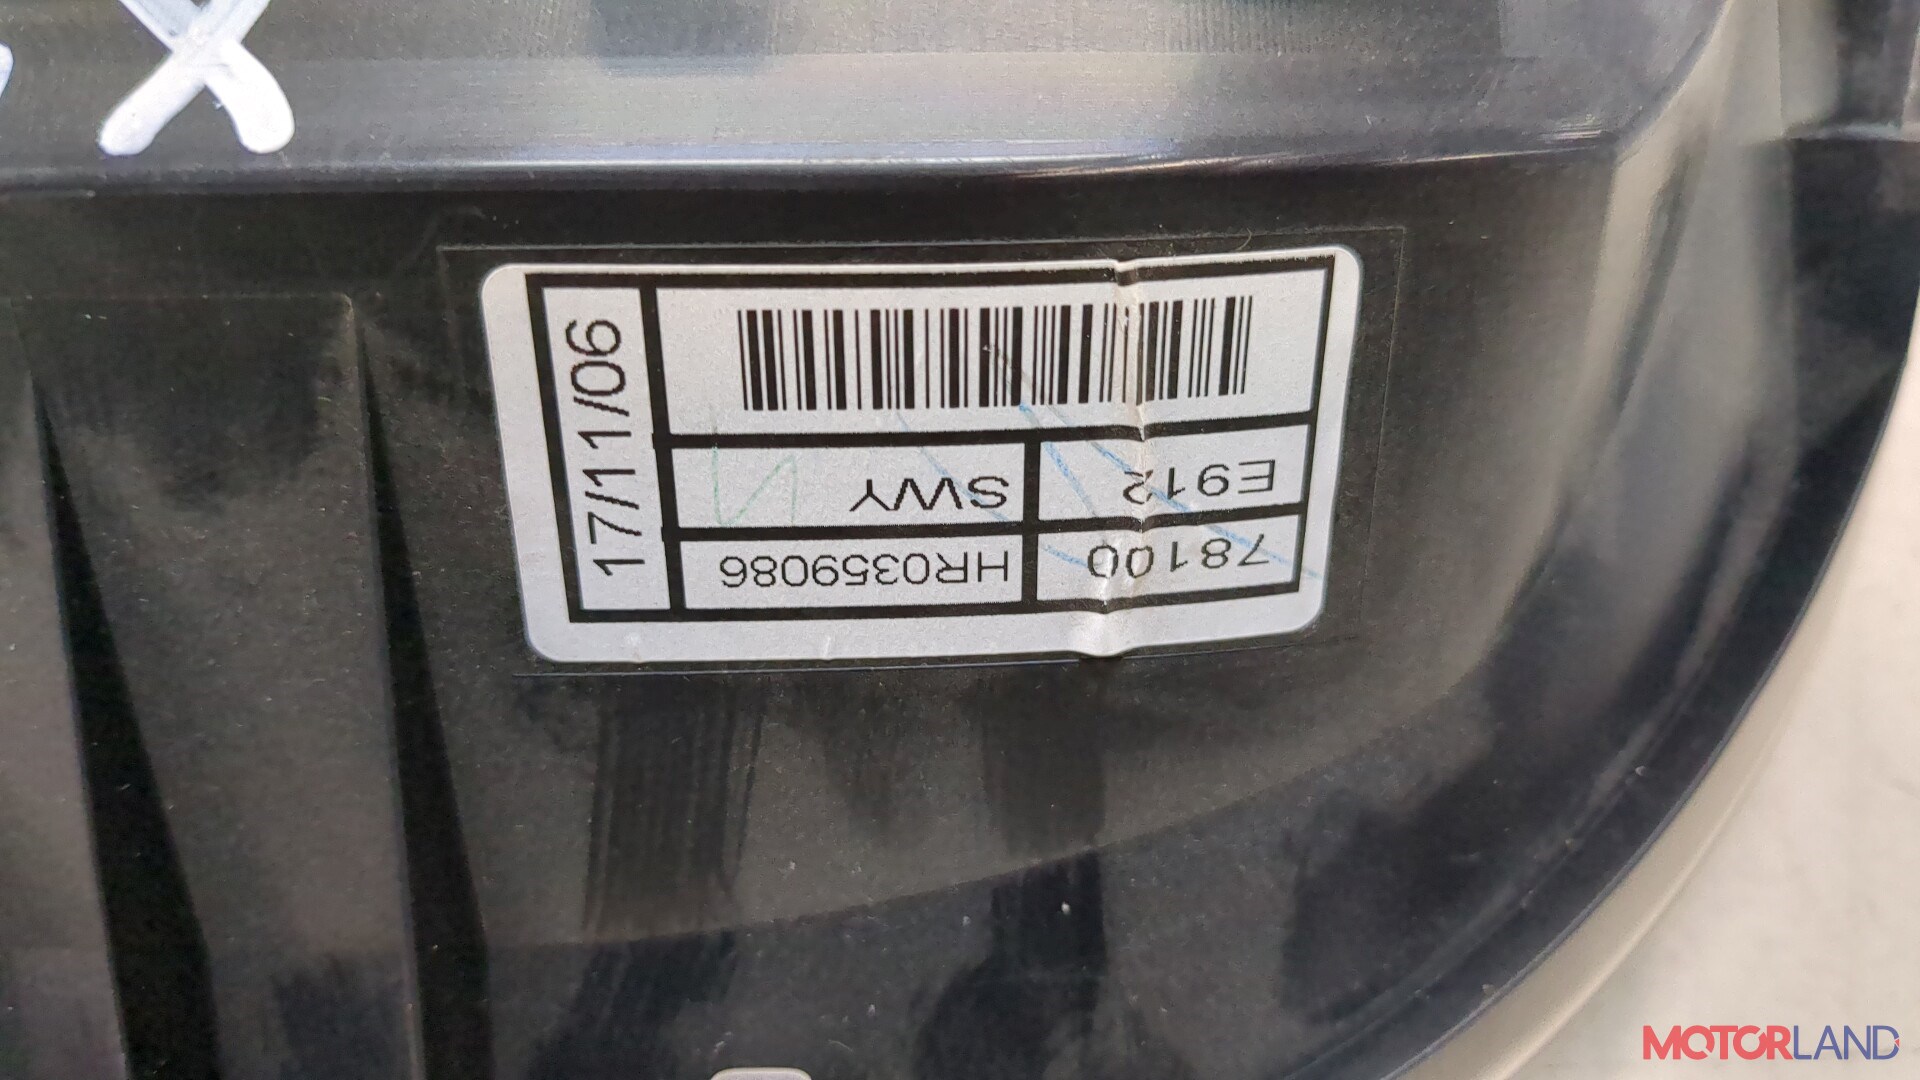 X
78100 HR0359086
E912 SWY
17/11/06
MOTORLAND